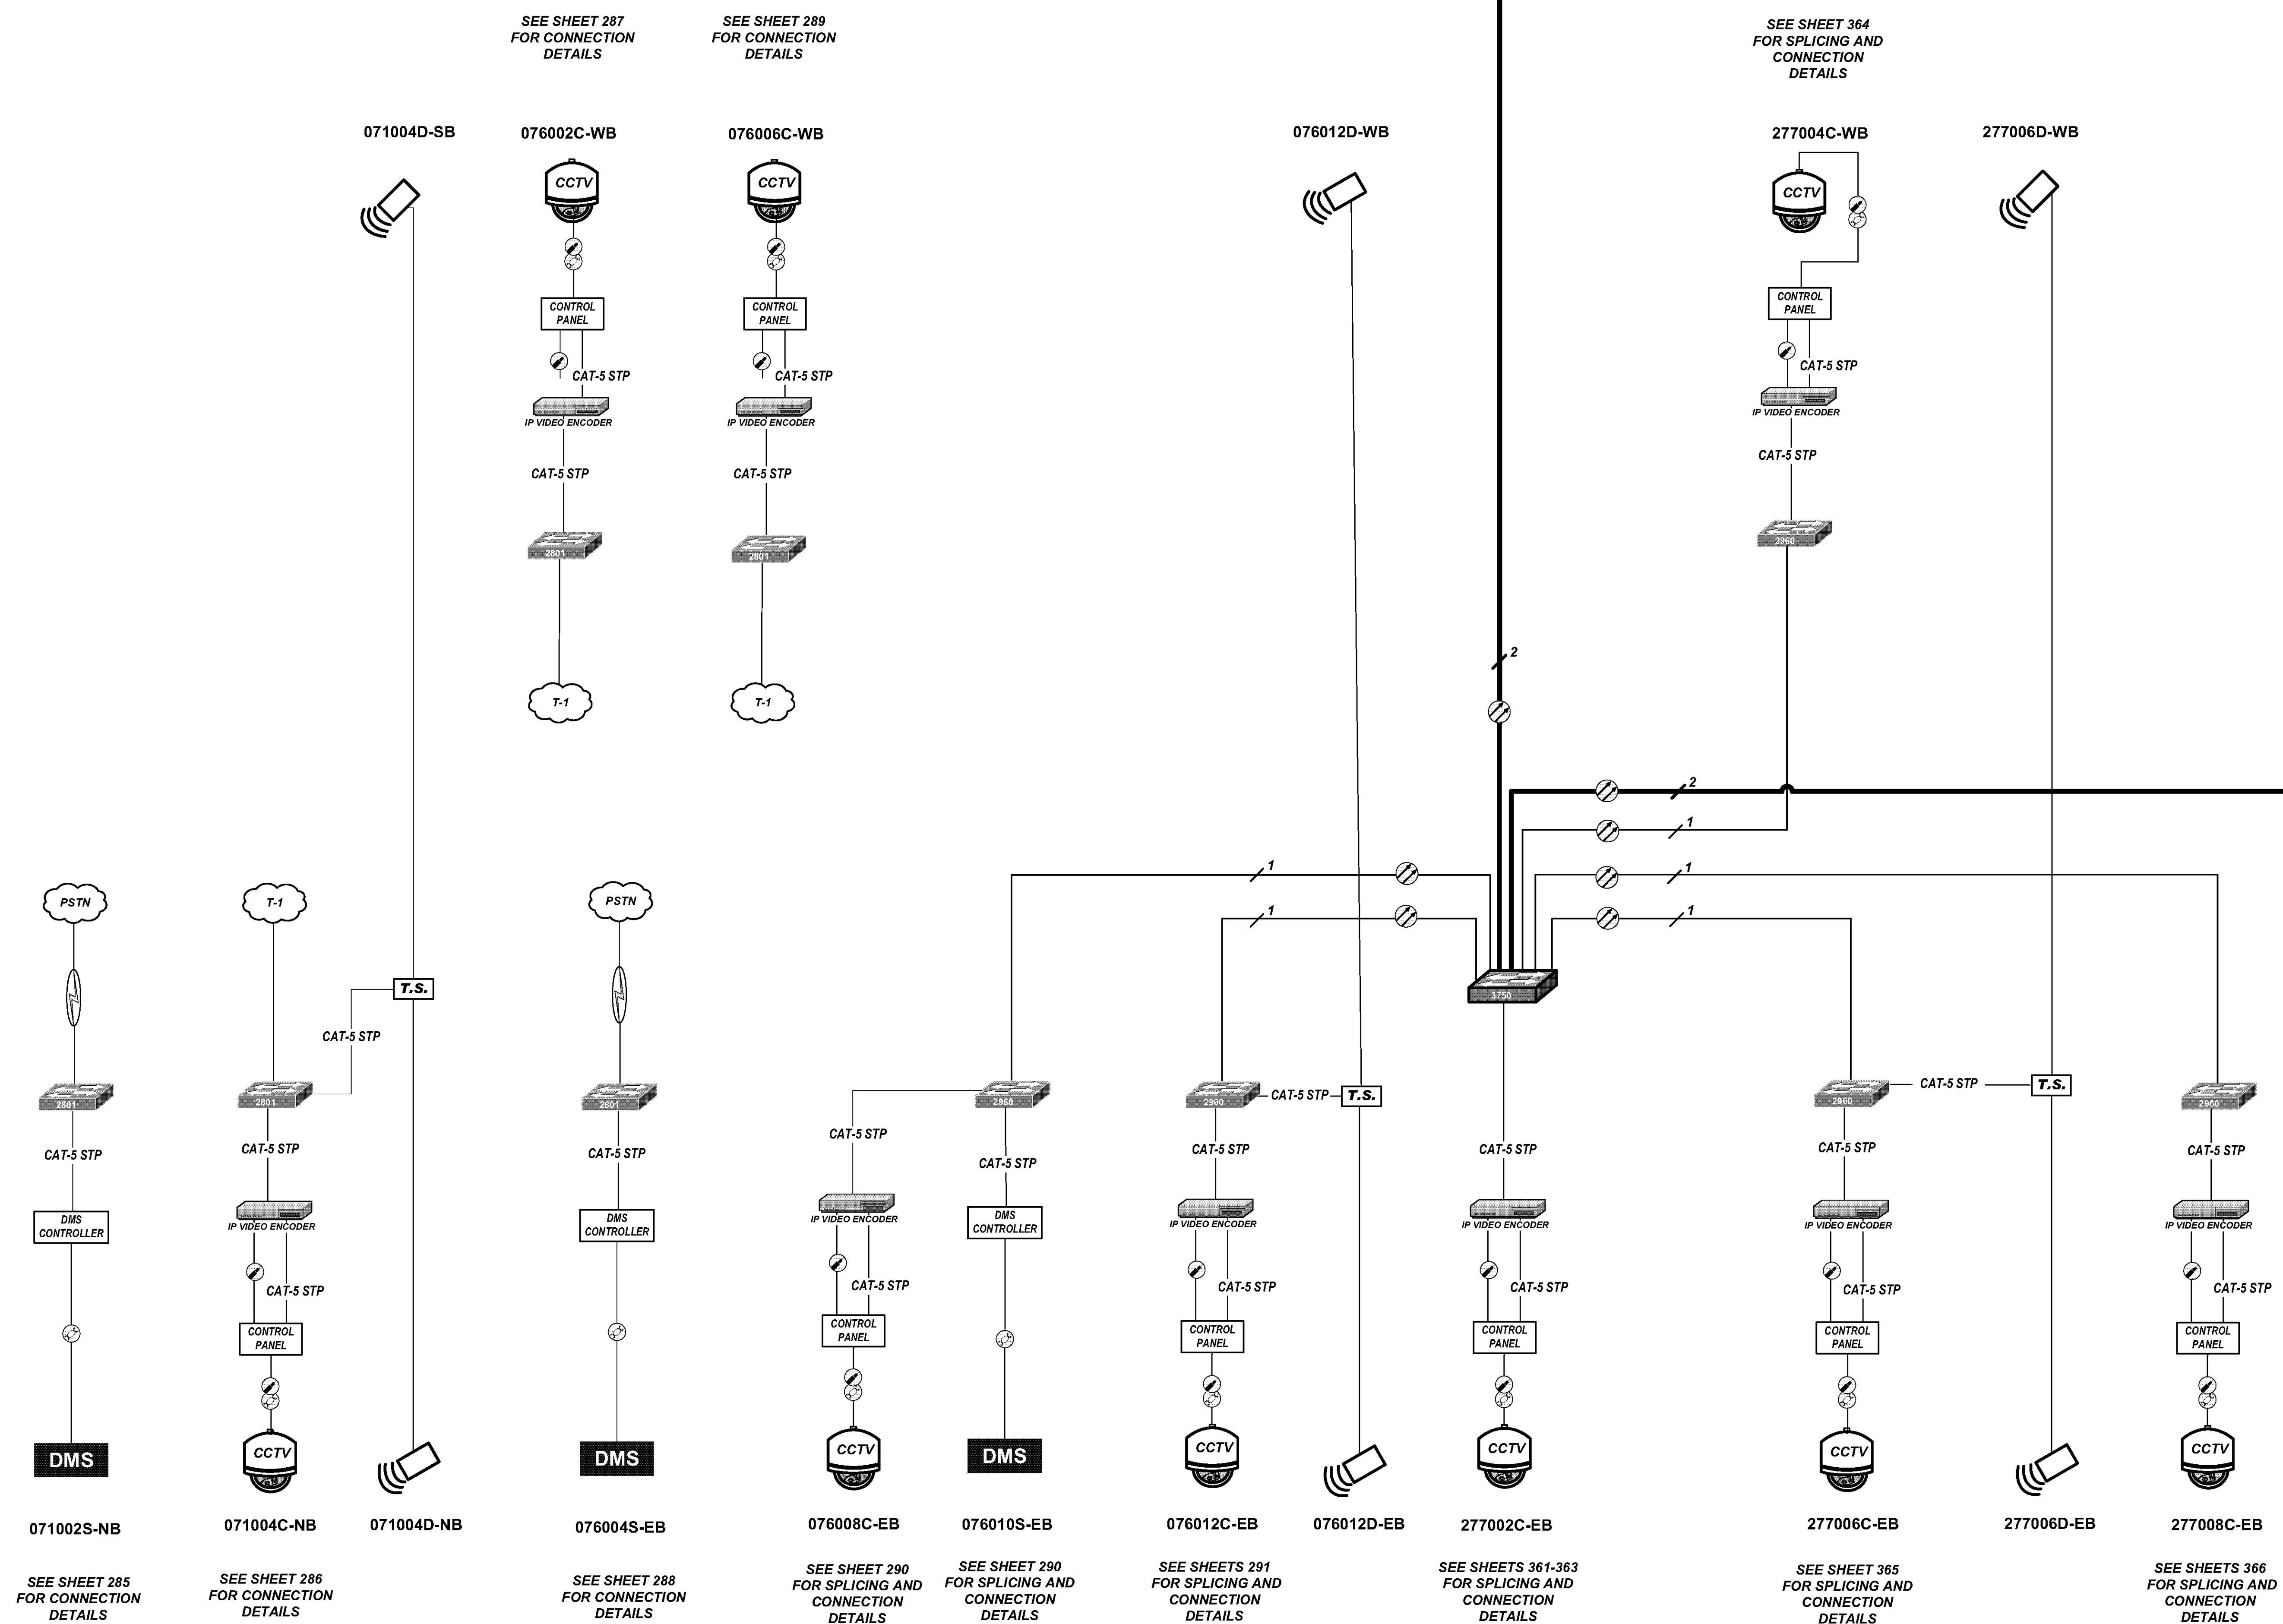 SEE SHEET 287
FOR CONNECTION
DETAILS
SEE SHEET 289
FOR CONNECTION
DETAILS
SEE SHEET 364
FOR SPLICING AND
CONNECTION
DETAILS
071004D-SB
076002C-WB
076006C-WB
076012D-WB
277004C-WB
277006D-WB
CCTV
CCTV
CCTV
CONTROL
PANEL
CONTROL
PANEL
CONTROL
PANEL
CAT-5 STP
CAT-5 STP
CAT-5 STP
IP VIDEO ENCODER
IP VIDEO ENCODER
IP VIDEO ENCODER
CAT-5 STP
CAT-5 STP
CAT-5 STP
2801
2801
2960
T-1
T-1
2
2
1
1
1
1
1
PSTN
T-1
PSTN
T.S.
3750
CAT-5 STP
2801
2801
2801
2960
2960
CAT-5 STP
T.S.
2960
CAT-5 STP
T.S.
2960
CAT-5 STP
CAT-5 STP
CAT-5 STP
CAT-5 STP
CAT-5 STP
CAT-5 STP
CAT-5 STP
CAT-5 STP
CAT-5 STP
DMS
CONTROLLER
IP VIDEO ENCODER
DMS
CONTROLLER
IP VIDEO ENCODER
DMS
CONTROLLER
IP VIDEO ENCODER
IP VIDEO ENCODER
IP VIDEO ENCODER
IP VIDEO ENCODER
CAT-5 STP
CAT-5 STP
CAT-5 STP
CAT-5 STP
CAT-5 STP
CAT-5 STP
CONTROL
PANEL
CONTROL
PANEL
CONTROL
PANEL
CONTROL
PANEL
CONTROL
PANEL
CONTROL
PANEL
DMS
CCTV
DMS
CCTV
DMS
CCTV
CCTV
CCTV
CCTV
071002S-NB
071004C-NB
071004D-NB
076004S-EB
076008C-EB
076010S-EB
076012C-EB
076012D-EB
277002C-EB
277006C-EB
277006D-EB
277008C-EB
SEE SHEET 285
FOR CONNECTION
DETAILS
SEE SHEET 286
FOR CONNECTION
DETAILS
SEE SHEET 288
FOR CONNECTION
DETAILS
SEE SHEET 290
FOR SPLICING AND
CONNECTION
DETAILS
SEE SHEET 290
FOR SPLICING AND
CONNECTION
DETAILS
SEE SHEETS 291
FOR SPLICING AND
CONNECTION
DETAILS
SEE SHEETS 361-363
FOR SPLICING AND
CONNECTION
DETAILS
SEE SHEET 365
FOR SPLICING AND
CONNECTION
DETAILS
SEE SHEETS 366
FOR SPLICING AND
CONNECTION
DETAILS